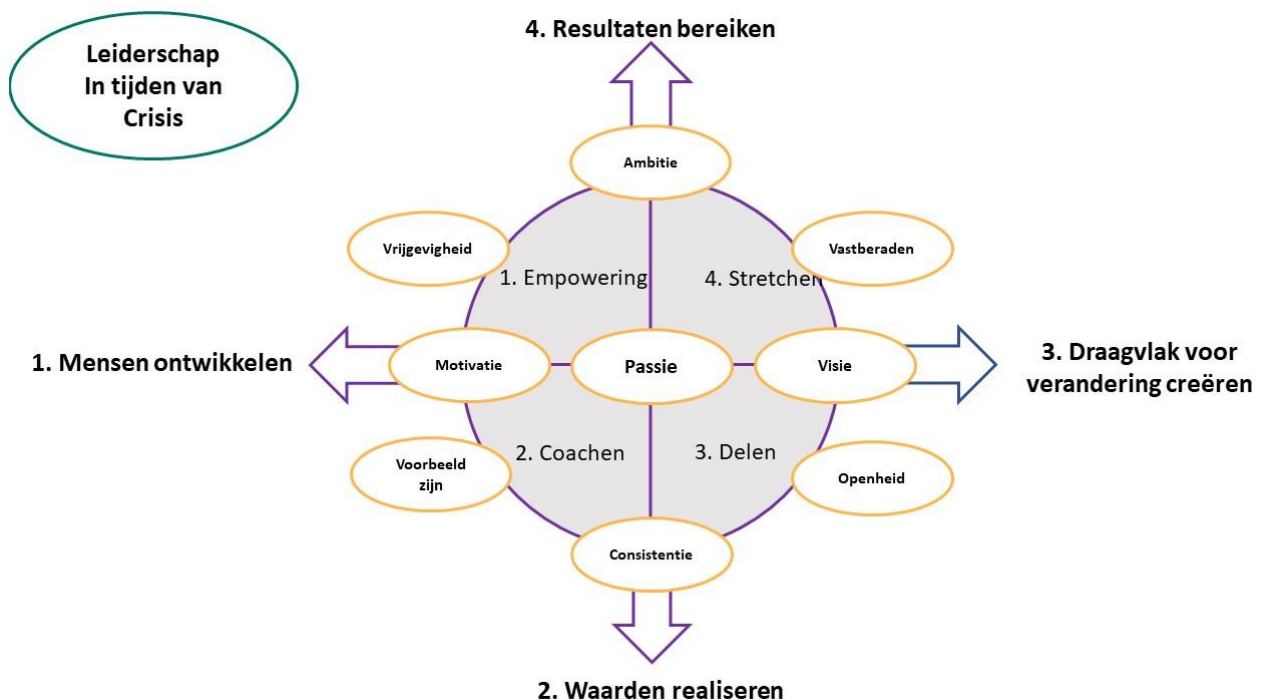 4. Resultaten bereiken
Leiderschap
In tijden van
Crisis
Ambitie
Vrijgevigheid
Vastberaden
1. Empowering
4. Stretchen
1. Mensen ontwikkelen
Motivatie
Passie
Visie
3. Draagvlak voor
verandering creëren
2. Coachen
3. Delen
Voorbeeld
zijn
Openheid
Consistentie
2. Waarden realiseren